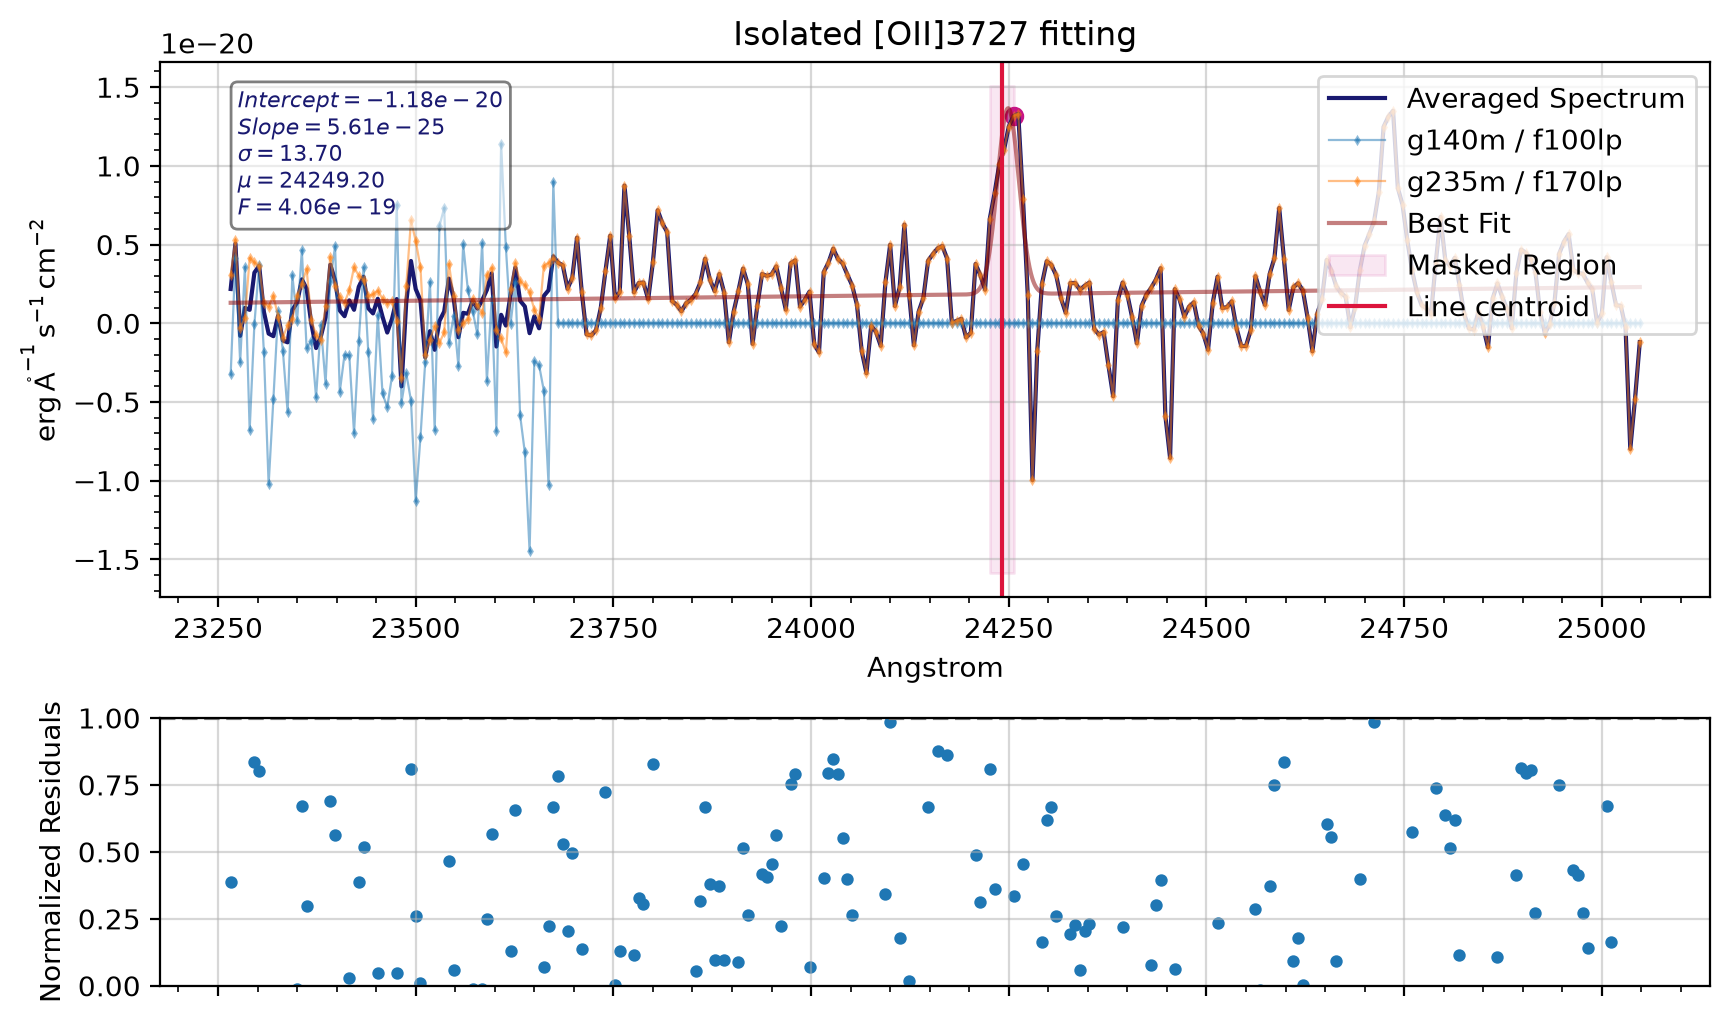 Isolated [OII]3727 fitting
1e−20
Intercept = −1.18e − 20
Slope = 5.61e − 25
σ = 13.70
μ = 24249.20
F = 4.06e − 19
Averaged Spectrum
g140m / f100lp
g235m / f170lp
Best Fit
Masked Region
Line centroid
1.5
1.0
0.5
0.0
−0.5
−1.0
−1.5
erg Å⁻¹ s⁻¹ cm⁻²
23250 23500 23750 24000 24250 24500 24750 25000
Angstrom
1.00
0.75
0.50
0.25
0.00
Normalized Residuals